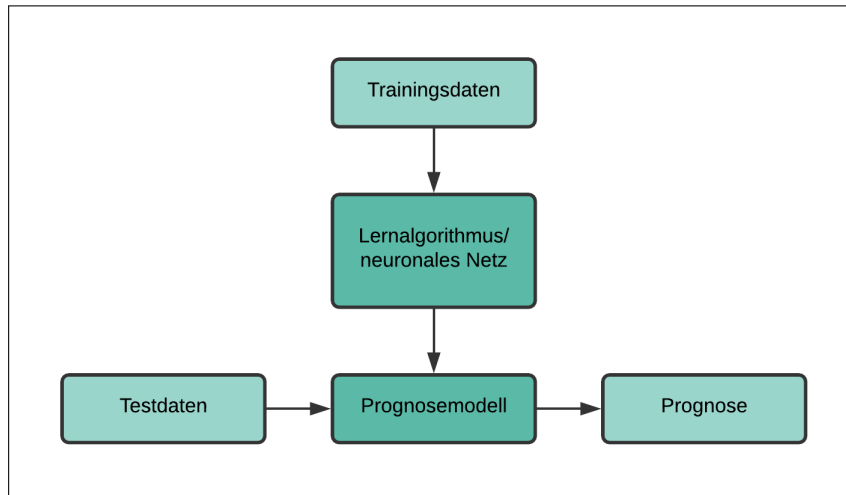 Trainingsdaten
Lernalgorithmus/
neuronales Netz
Testdaten
Prognosemodell
Prognose